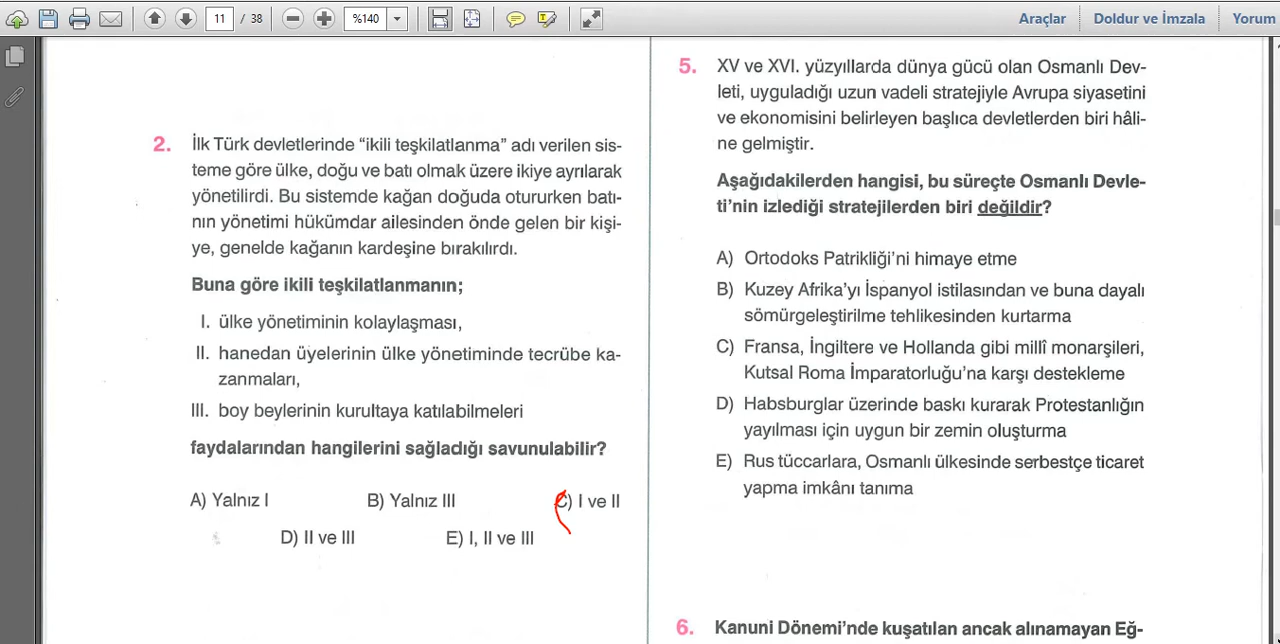 11 / 38
%140
Araçlar
Doldur ve İmzala
Yorum
2. İlk Türk devletlerinde “ikili teşkilatlanma” adı verilen sis-
teme göre ülke, doğu ve batı olmak üzere ikiye ayrılarak
yönetilirdi. Bu sistemde kağan doğuda otururken batı-
nın yönetimi hükümdar ailesinden önde gelen bir kişi-
ye, genelde kağanın kardeşine bırakılırdı.
Buna göre ikili teşkilatlanmanın;
I. ülke yönetiminin kolaylaşması,
II. hanedan üyelerinin ülke yönetiminde tecrübe ka-
zanmaları,
III. boy beylerinin kurultaya katılabilmeleri
faydalarından hangilerini sağladığı savunulabilir?
A) Yalnız I B) Yalnız III C) I ve II
D) II ve III E) I, II ve III
5. XV ve XVI. yüzyıllarda dünya gücü olan Osmanlı Dev-
leti, uyguladığı uzun vadeli stratejiyle Avrupa siyasetini
ve ekonomisini belirleyen başlıca devletlerden biri hâli-
ne gelmiştir.
Aşağıdakilerden hangisi, bu süreçte Osmanlı Devle-
ti’nin izlediği stratejilerden biri değildir?
A) Ortodoks Patrikliği’ni himaye etme
B) Kuzey Afrika’yı İspanyol istilasından ve buna dayalı
sömürgeleştirilme tehlikesinden kurtarma
C) Fransa, İngiltere ve Hollanda gibi millî monarşileri,
Kutsal Roma İmparatorluğu’na karşı destekleme
D) Habsburglar üzerinde baskı kurarak Protestanlığın
yayılması için uygun bir zemin oluşturma
E) Rus tüccarlara, Osmanlı ülkesinde serbestçe ticaret
yapma imkânı tanıma
6. Kanuni Dönemi’nde kuşatılan ancak alınamayan Eğ-